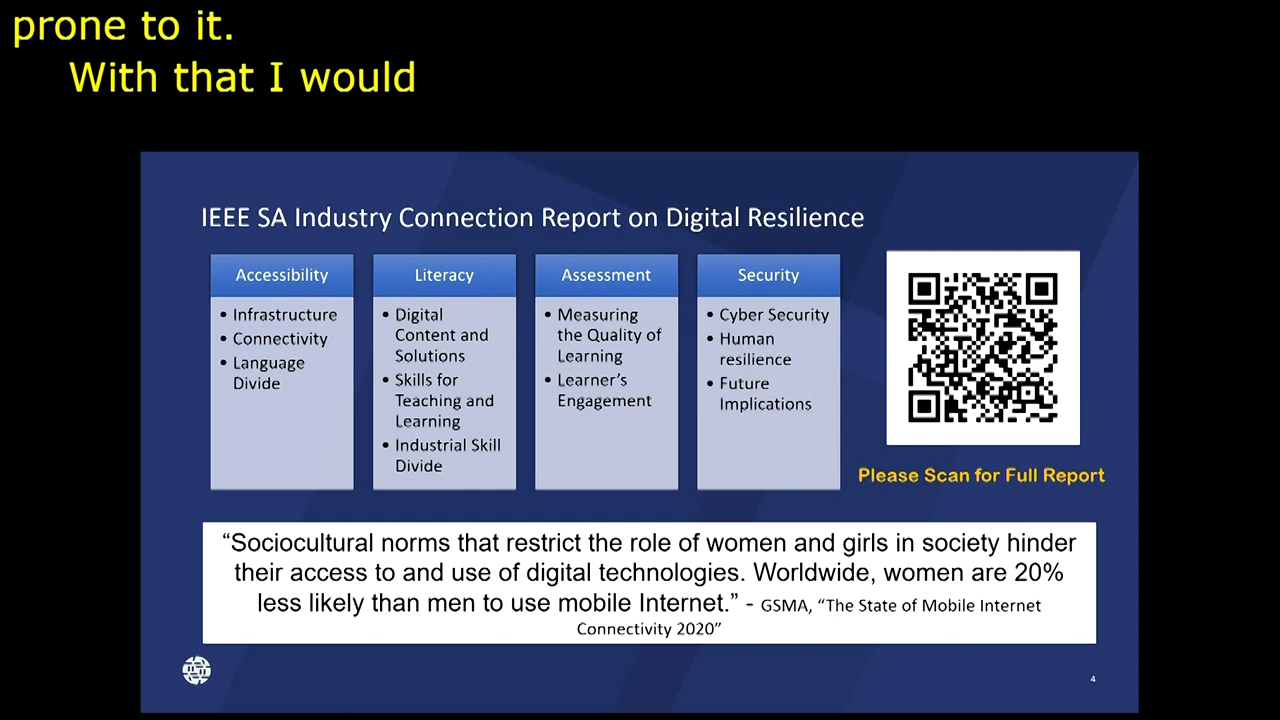 prone to it.
With that I would
IEEE SA Industry Connection Report on Digital Resilience
Accessibility
• Infrastructure
• Connectivity
• Language
Divide
Literacy
• Digital
Content and
Solutions
• Skills for
Teaching and
Learning
• Industrial Skill
Divide
Assessment
• Measuring
the Quality of
Learning
• Learner's
Engagement
Security
• Cyber Security
• Human
resilience
• Future
Implications
Please Scan for Full Report
“Sociocultural norms that restrict the role of women and girls in society hinder
their access to and use of digital technologies. Worldwide, women are 20%
less likely than men to use mobile Internet.” - GSMA, “The State of Mobile Internet
Connectivity 2020”
4